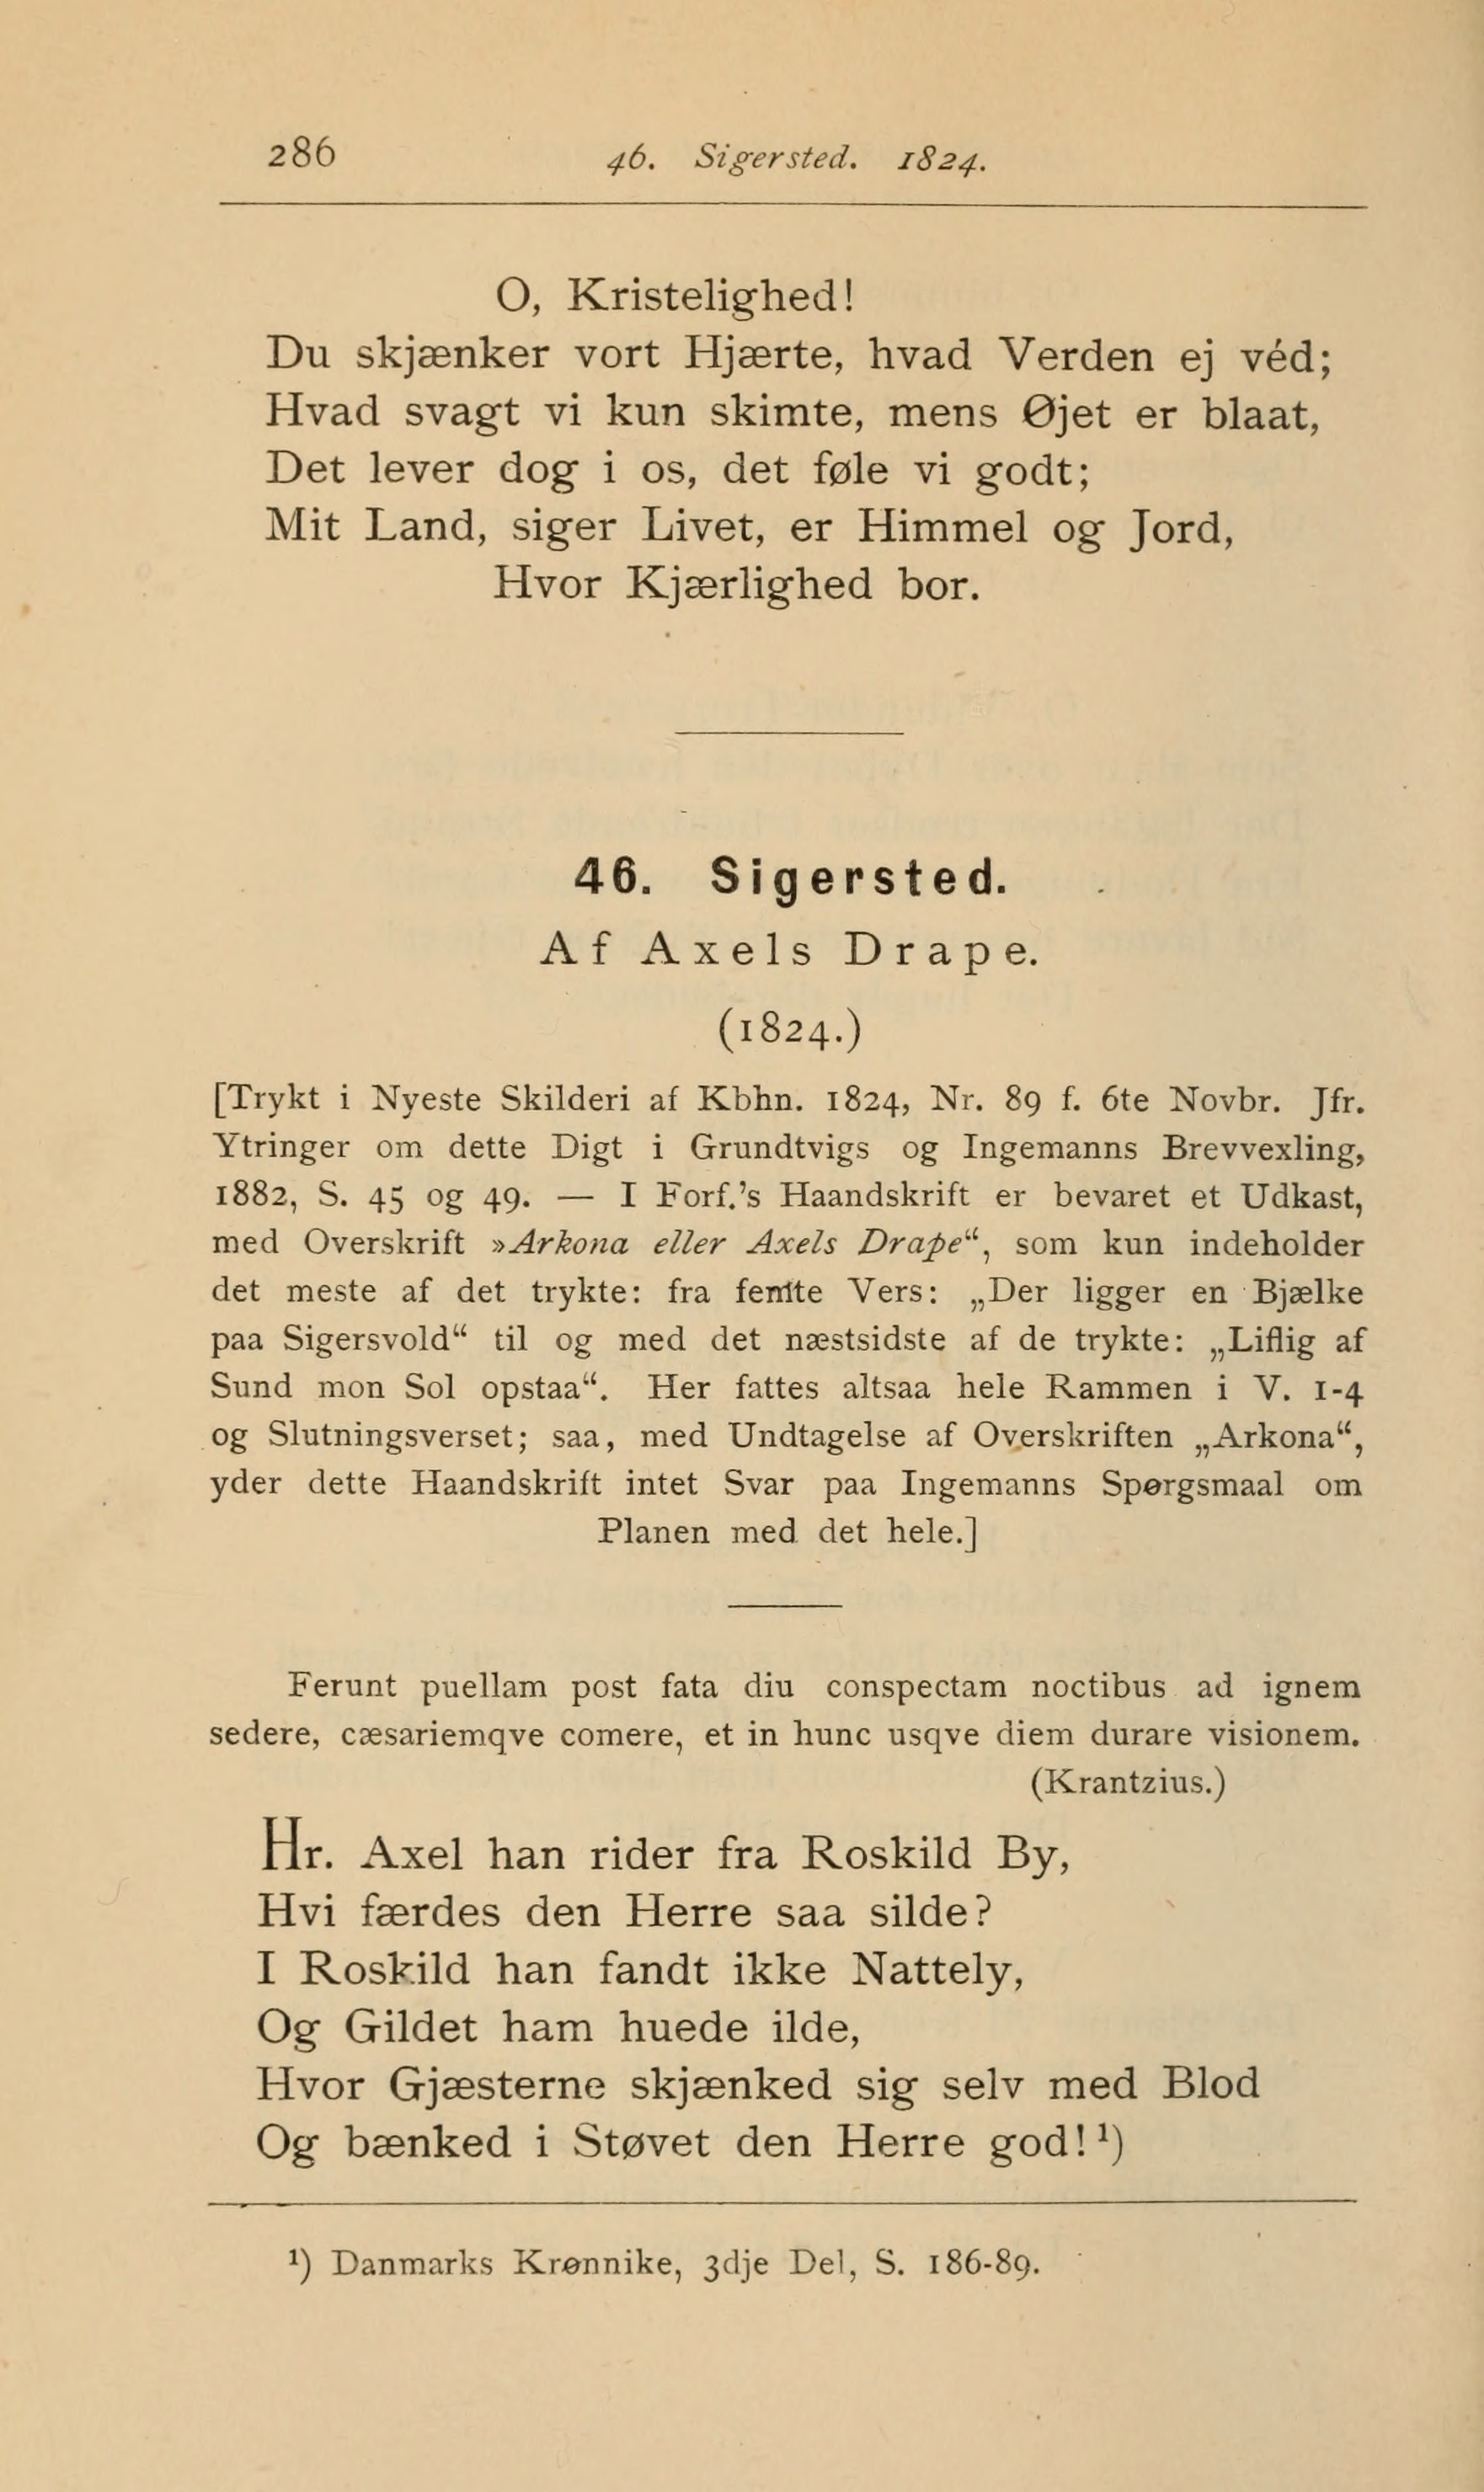 286
46. Sigersted. 1824.
O, Kristelighed!
Du skjænker vort Hjærte, hvad Verden ej véd;
Hvad svagt vi kun skimte, mens Øjet er blaat,
Det lever dog i os, det føle vi godt;
Mit Land, siger Livet, er Himmel og Jord,
Hvor Kjærlighed bor.
46. Sigersted.
Af Axels Drape.
(1824.)
[Trykt i Nyeste Skilderi af Kbhn. 1824, Nr. 89 f. 6te Novbr. Jfr.
Ytringer om dette Digt i Grundtvigs og Ingemanns Brevvexling,
1882, S. 45 og 49. — I Forf.'s Haandskrift er bevaret et Udkast,
med Overskrift »Arkona eller Axels Drape“, som kun indeholder
det meste af det trykte: fra femte Vers: „Der ligger en Bjælke
paa Sigersvold“ til og med det næstsidste af de trykte: „Liflig af
Sund mon Sol opstaa“. Her fattes altsaa hele Rammen i V. 1-4
og Slutningsverset; saa, med Undtagelse af Overskriften „Arkona“,
yder dette Haandskrift intet Svar paa Ingemanns Spørgsmaal om
Planen med det hele.]
Ferunt puellam post fata diu conspectam noctibus ad ignem
sedere, cæsariemqve comere, et in hunc usqve diem durare visionem.
(Krantzius.)
Hr. Axel han rider fra Roskild By,
Hvi færdes den Herre saa silde?
I Roskild han fandt ikke Nattely,
Og Gildet ham huede ilde,
Hvor Gjæsterne skjænked sig selv med Blod
Og bænked i Støvet den Herre god! ¹)
¹) Danmarks Krønnike, 3dje Del, S. 186-89.